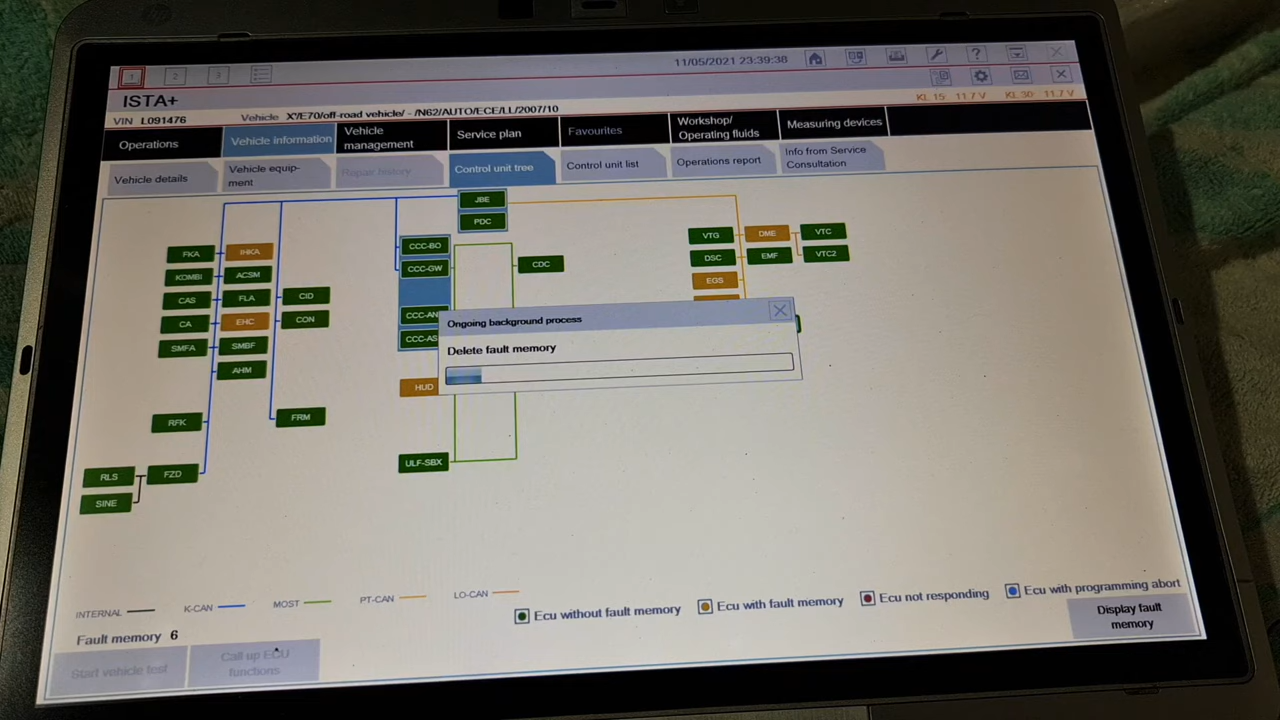 1 2 3
11/05/2021 23:39:38
ISTA+
VIN L091476 Vehicle X'/E70/off-road vehicle/ - /N62/AUTO/ECE/LL/2007/10
KL 15: 11.7 V KL 30: 11.7 V
Operations
Vehicle information
Vehicle
management
Service plan
Favourites
Workshop/
Operating fluids
Measuring devices
Vehicle details
Vehicle equip-
ment
Repair history
Control unit tree
Control unit list
Operations report
Info from Service
Consultation
JBE
PDC
FKA IHKA
KOMBI ACSM
CAS FLA CID
CA EHC CON
SMFA SMBF
AHM
RFK FRM
RLS FZD
SINE
CCC-BO
CCC-GW CDC
CCC-AN
CCC-AS
HUD
ULF-SBX
VTG DME VTC
DSC EMF VTC2
EGS
Ongoing background process
Delete fault memory
INTERNAL K-CAN MOST PT-CAN LO-CAN
Ecu without fault memory Ecu with fault memory Ecu not responding Ecu with programming abort
Fault memory 6
Start vehicle test
Call up ECU
functions
Display fault
memory